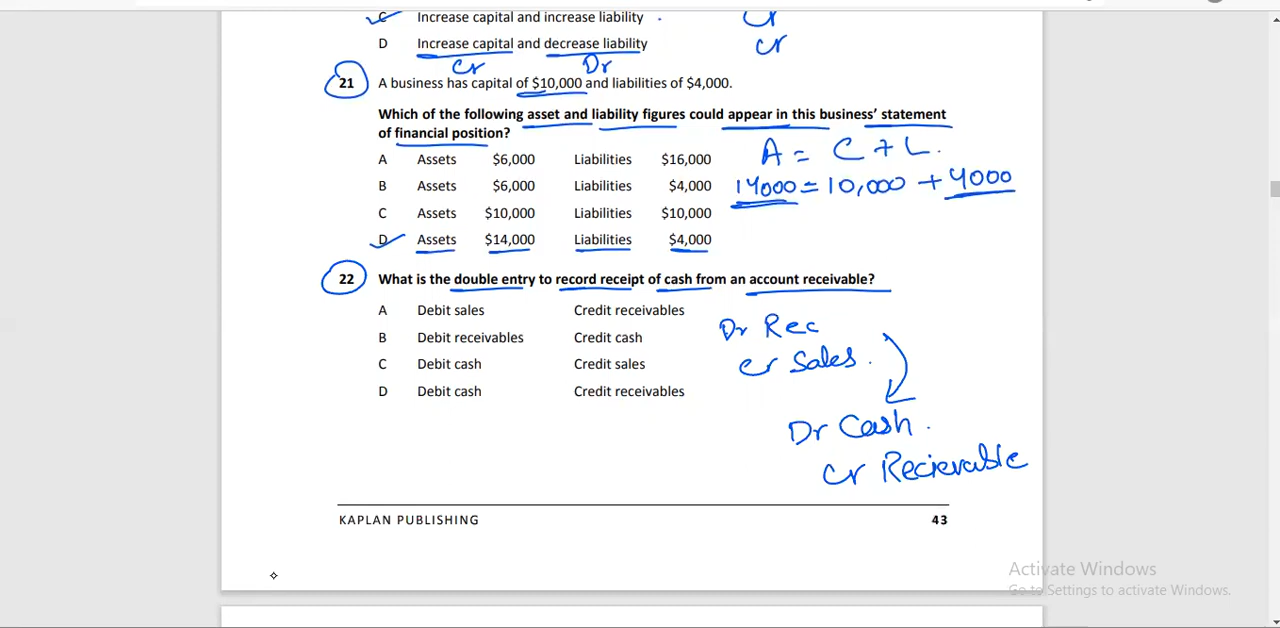 C Increase capital and increase liability Cr
D Increase capital and decrease liability Cr
Cr Dr
21 A business has capital of $10,000 and liabilities of $4,000.
Which of the following asset and liability figures could appear in this business' statement
of financial position?
A = C + L.
A Assets $6,000 Liabilities $16,000
B Assets $6,000 Liabilities $4,000
14000 = 10,000 + 4000
C Assets $10,000 Liabilities $10,000
D Assets $14,000 Liabilities $4,000
22 What is the double entry to record receipt of cash from an account receivable?
A Debit sales Credit receivables
B Debit receivables Credit cash
C Debit cash Credit sales
D Debit cash Credit receivables
Dr Rec
Cr Sales.
Dr Cash.
Cr Recievable
KAPLAN PUBLISHING 43
Activate Windows
Go to Settings to activate Windows.